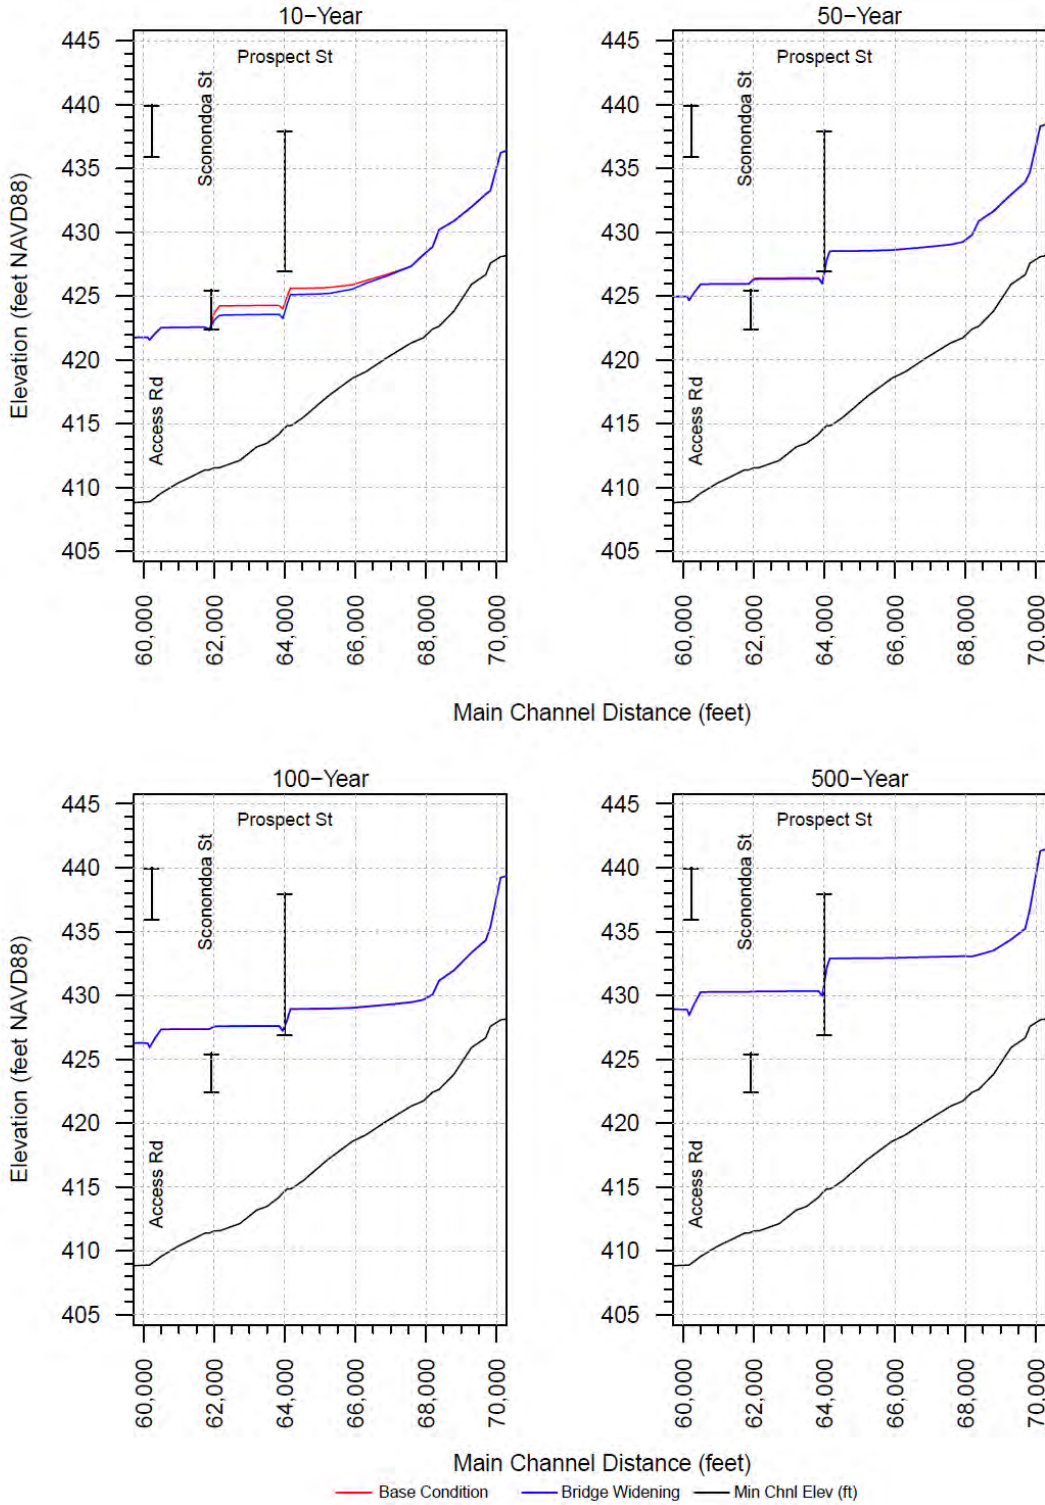 10−Year
50−Year
Elevation (feet NAVD88)
445
440
435
430
425
420
415
410
405
Prospect St
Sconondoa St
Access Rd
60,000
62,000
64,000
66,000
68,000
70,000
445
440
435
430
425
420
415
410
405
Prospect St
Sconondoa St
Access Rd
60,000
62,000
64,000
66,000
68,000
70,000
Main Channel Distance (feet)
100−Year
500−Year
Elevation (feet NAVD88)
445
440
435
430
425
420
415
410
405
Prospect St
Sconondoa St
Access Rd
60,000
62,000
64,000
66,000
68,000
70,000
445
440
435
430
425
420
415
410
405
Prospect St
Sconondoa St
Access Rd
60,000
62,000
64,000
66,000
68,000
70,000
Main Channel Distance (feet)
Base Condition Bridge Widening Min Chnl Elev (ft)